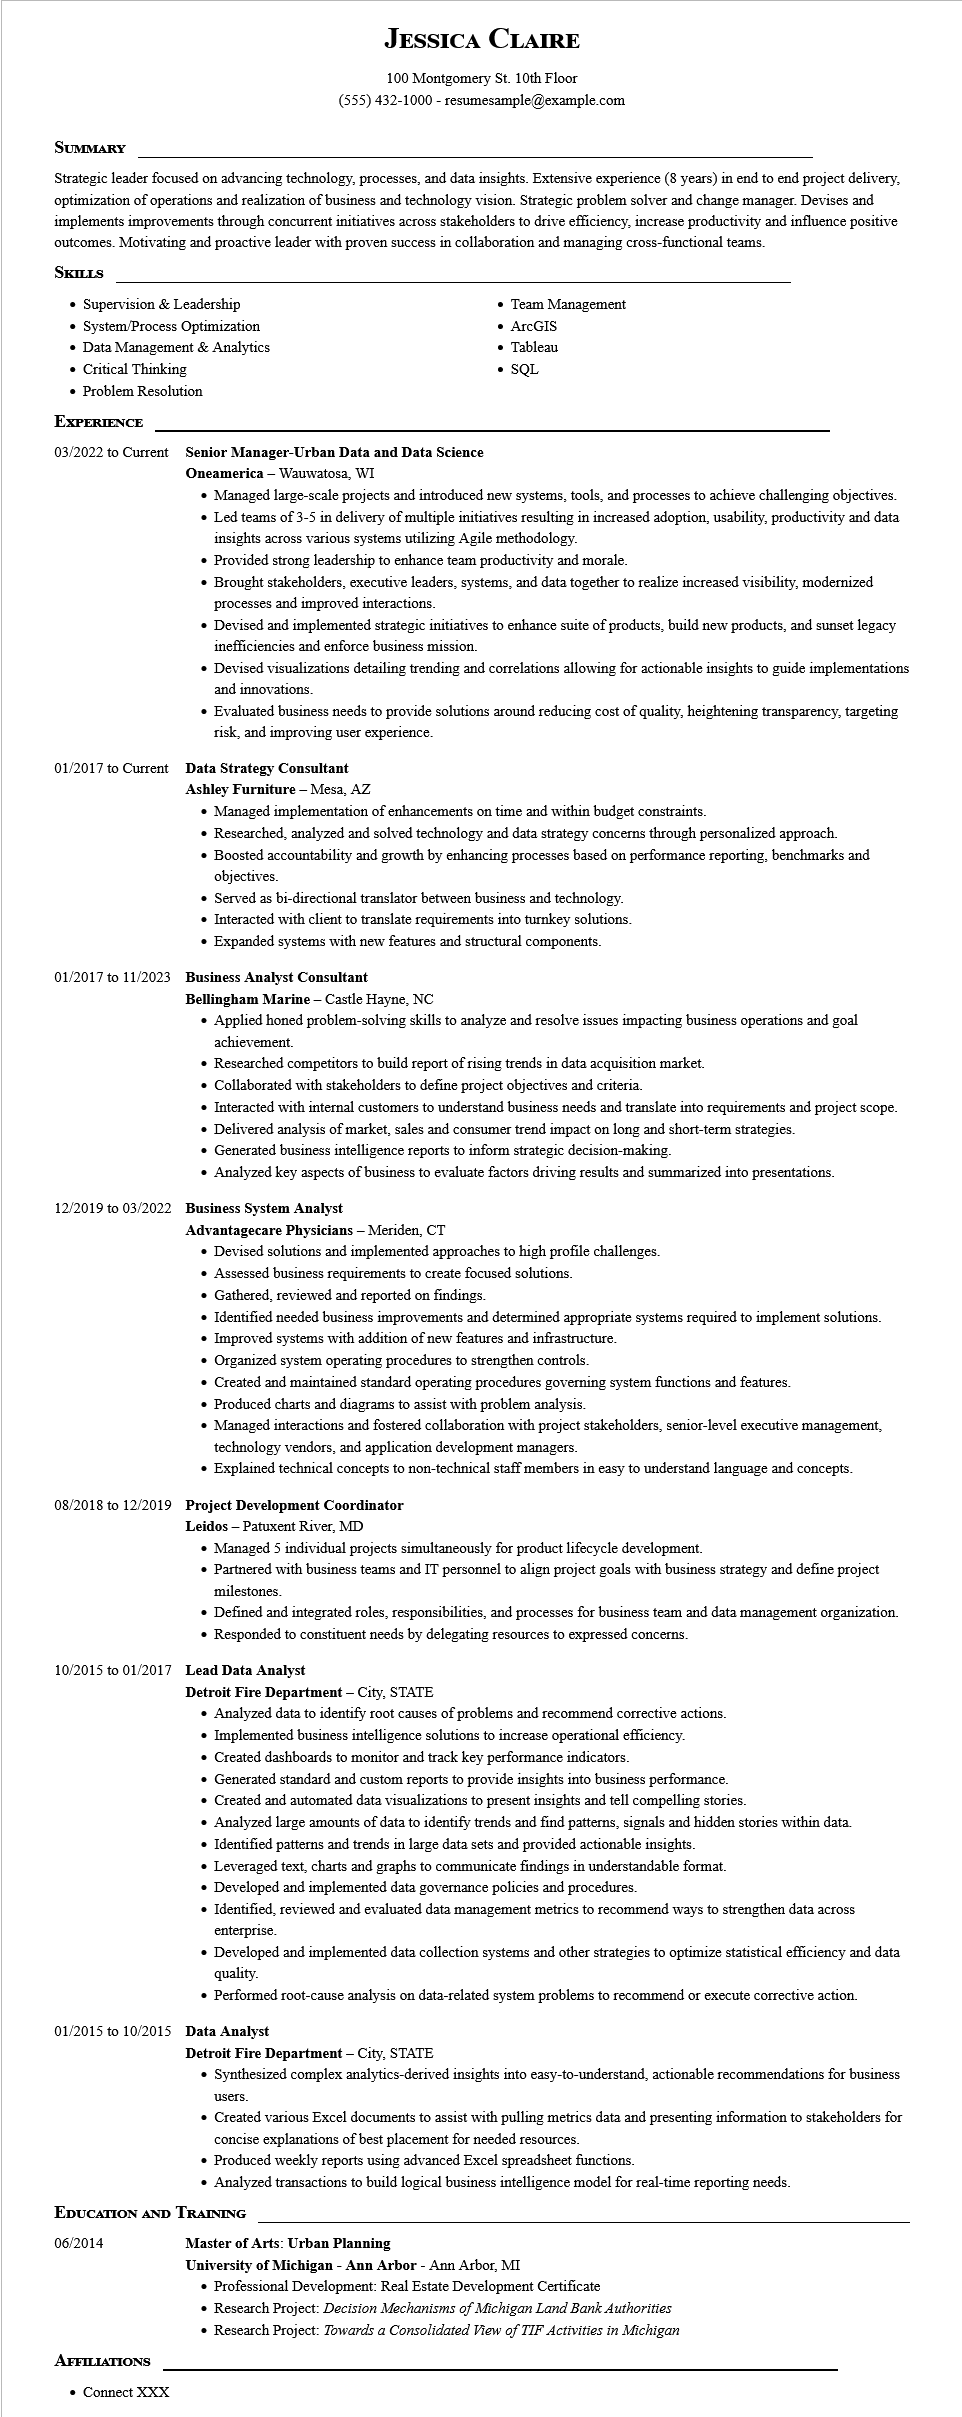 Jessica Claire
100 Montgomery St. 10th Floor
(555) 432-1000 - resumesample@example.com
Summary
Strategic leader focused on advancing technology, processes, and data insights. Extensive experience (8 years) in end to end project delivery,
optimization of operations and realization of business and technology vision. Strategic problem solver and change manager. Devises and
implements improvements through concurrent initiatives across stakeholders to drive efficiency, increase productivity and influence positive
outcomes. Motivating and proactive leader with proven success in collaboration and managing cross-functional teams.
Skills
• Supervision & Leadership
• System/Process Optimization
• Data Management & Analytics
• Critical Thinking
• Problem Resolution
• Team Management
• ArcGIS
• Tableau
• SQL
Experience
03/2022 to Current Senior Manager-Urban Data and Data Science
Oneamerica – Wauwatosa, WI
• Managed large-scale projects and introduced new systems, tools, and processes to achieve challenging objectives.
• Led teams of 3-5 in delivery of multiple initiatives resulting in increased adoption, usability, productivity and data
insights across various systems utilizing Agile methodology.
• Provided strong leadership to enhance team productivity and morale.
• Brought stakeholders, executive leaders, systems, and data together to realize increased visibility, modernized
processes and improved interactions.
• Devised and implemented strategic initiatives to enhance suite of products, build new products, and sunset legacy
inefficiencies and enforce business mission.
• Devised visualizations detailing trending and correlations allowing for actionable insights to guide implementations
and innovations.
• Evaluated business needs to provide solutions around reducing cost of quality, heightening transparency, targeting
risk, and improving user experience.
01/2017 to Current Data Strategy Consultant
Ashley Furniture – Mesa, AZ
• Managed implementation of enhancements on time and within budget constraints.
• Researched, analyzed and solved technology and data strategy concerns through personalized approach.
• Boosted accountability and growth by enhancing processes based on performance reporting, benchmarks and
objectives.
• Served as bi-directional translator between business and technology.
• Interacted with client to translate requirements into turnkey solutions.
• Expanded systems with new features and structural components.
01/2017 to 11/2023 Business Analyst Consultant
Bellingham Marine – Castle Hayne, NC
• Applied honed problem-solving skills to analyze and resolve issues impacting business operations and goal
achievement.
• Researched competitors to build report of rising trends in data acquisition market.
• Collaborated with stakeholders to define project objectives and criteria.
• Interacted with internal customers to understand business needs and translate into requirements and project scope.
• Delivered analysis of market, sales and consumer trend impact on long and short-term strategies.
• Generated business intelligence reports to inform strategic decision-making.
• Analyzed key aspects of business to evaluate factors driving results and summarized into presentations.
12/2019 to 03/2022 Business System Analyst
Advantagecare Physicians – Meriden, CT
• Devised solutions and implemented approaches to high profile challenges.
• Assessed business requirements to create focused solutions.
• Gathered, reviewed and reported on findings.
• Identified needed business improvements and determined appropriate systems required to implement solutions.
• Improved systems with addition of new features and infrastructure.
• Organized system operating procedures to strengthen controls.
• Created and maintained standard operating procedures governing system functions and features.
• Produced charts and diagrams to assist with problem analysis.
• Managed interactions and fostered collaboration with project stakeholders, senior-level executive management,
technology vendors, and application development managers.
• Explained technical concepts to non-technical staff members in easy to understand language and concepts.
08/2018 to 12/2019 Project Development Coordinator
Leidos – Patuxent River, MD
• Managed 5 individual projects simultaneously for product lifecycle development.
• Partnered with business teams and IT personnel to align project goals with business strategy and define project
milestones.
• Defined and integrated roles, responsibilities, and processes for business team and data management organization.
• Responded to constituent needs by delegating resources to expressed concerns.
10/2015 to 01/2017 Lead Data Analyst
Detroit Fire Department – City, STATE
• Analyzed data to identify root causes of problems and recommend corrective actions.
• Implemented business intelligence solutions to increase operational efficiency.
• Created dashboards to monitor and track key performance indicators.
• Generated standard and custom reports to provide insights into business performance.
• Created and automated data visualizations to present insights and tell compelling stories.
• Analyzed large amounts of data to identify trends and find patterns, signals and hidden stories within data.
• Identified patterns and trends in large data sets and provided actionable insights.
• Leveraged text, charts and graphs to communicate findings in understandable format.
• Developed and implemented data governance policies and procedures.
• Identified, reviewed and evaluated data management metrics to recommend ways to strengthen data across
enterprise.
• Developed and implemented data collection systems and other strategies to optimize statistical efficiency and data
quality.
• Performed root-cause analysis on data-related system problems to recommend or execute corrective action.
01/2015 to 10/2015 Data Analyst
Detroit Fire Department – City, STATE
• Synthesized complex analytics-derived insights into easy-to-understand, actionable recommendations for business
users.
• Created various Excel documents to assist with pulling metrics data and presenting information to stakeholders for
concise explanations of best placement for needed resources.
• Produced weekly reports using advanced Excel spreadsheet functions.
• Analyzed transactions to build logical business intelligence model for real-time reporting needs.
Education and Training
06/2014 Master of Arts: Urban Planning
University of Michigan - Ann Arbor - Ann Arbor, MI
• Professional Development: Real Estate Development Certificate
• Research Project: Decision Mechanisms of Michigan Land Bank Authorities
• Research Project: Towards a Consolidated View of TIF Activities in Michigan
Affiliations
• Connect XXX